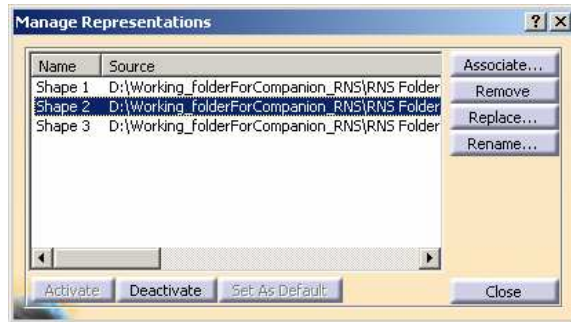 Manage Representations
Name Source
Shape 1 D:\Working_folderForCompanion_RNS\RNS Folder
Shape 2 D:\Working_folderForCompanion_RNS\RNS Folder
Shape 3 D:\Working_folderForCompanion_RNS\RNS Folder
Associate...
Remove
Replace...
Rename...
Activate Deactivate Set As Default Close